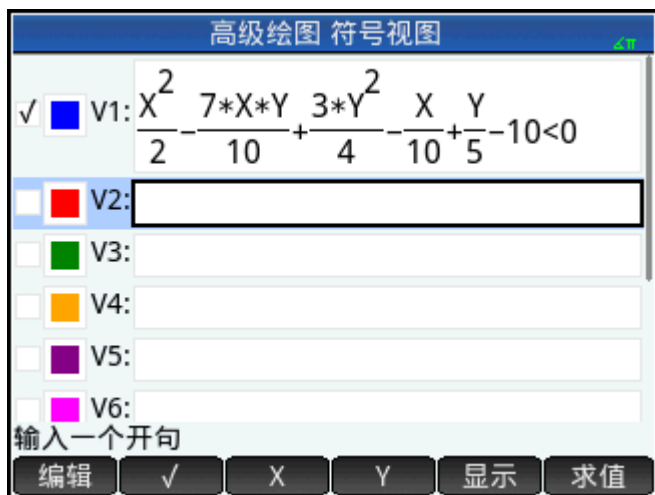 高级绘图 符号视图
∡π
√ V1: X^2/2-7*X*Y/10+3*Y^2/4-X/10+Y/5-10<0
V2:
V3:
V4:
V5:
V6:
输入一个开句
编辑 √ X Y 显示 求值